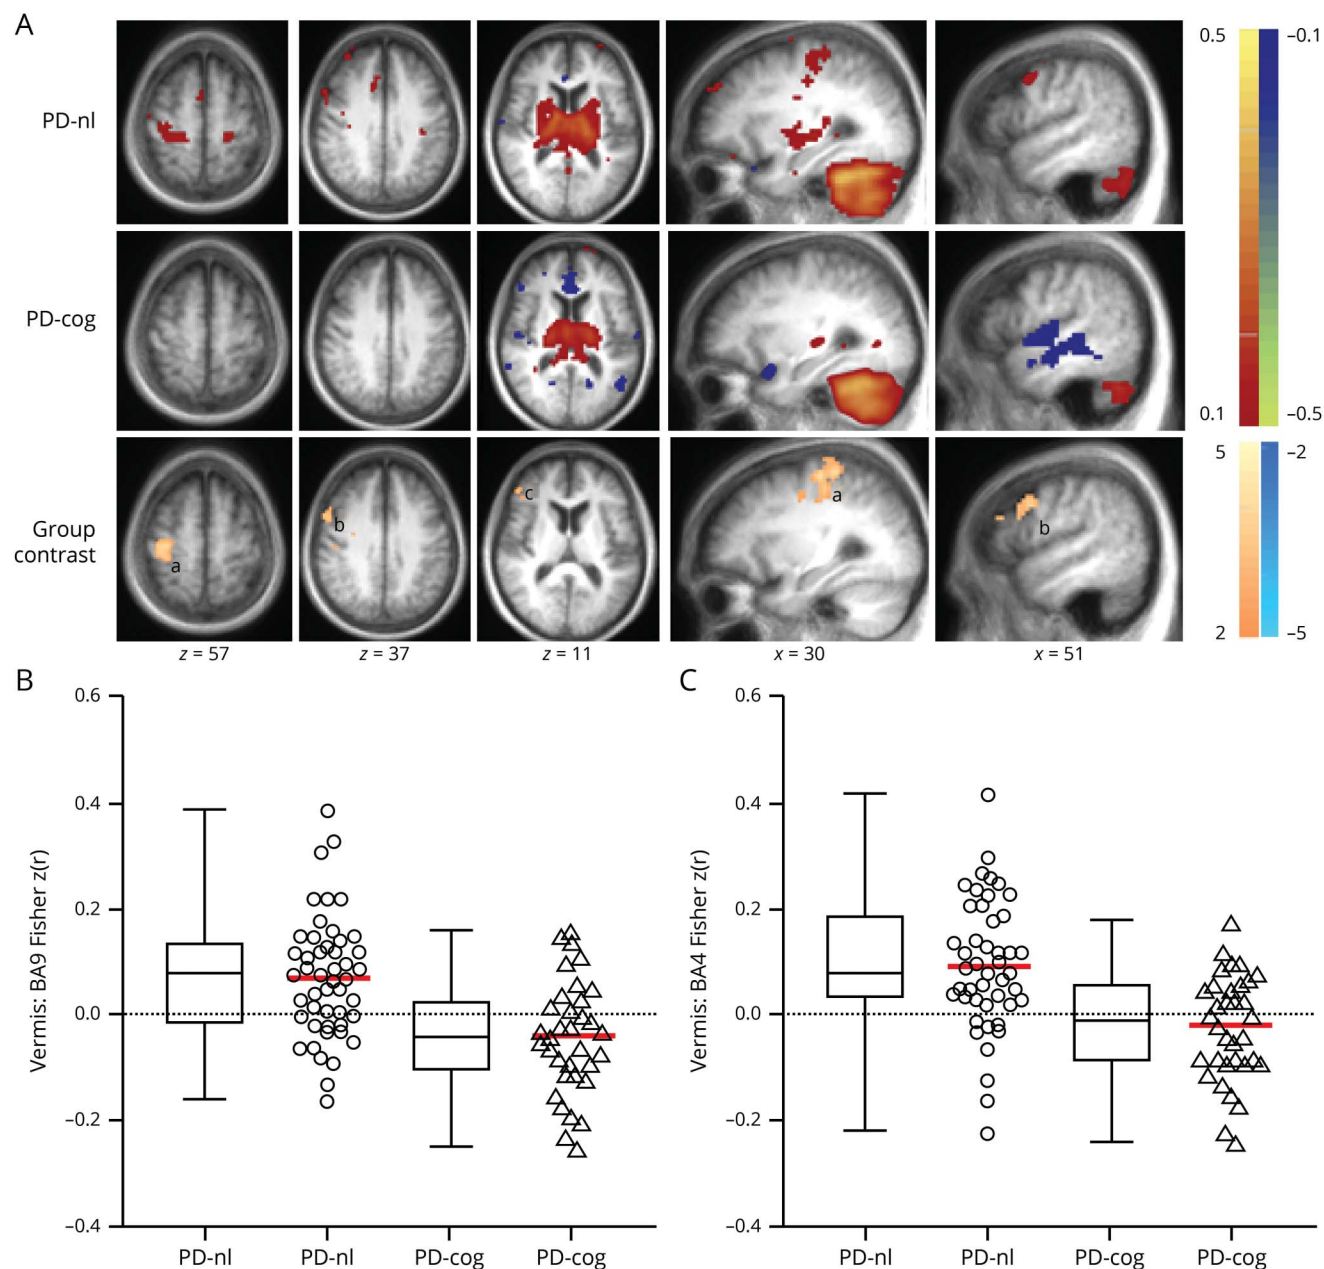 A
PD-nl
0.5
–0.1
PD-cog
0.1
–0.5
Group
contrast
a
b
c
a
b
5
–2
2
–5
z = 57
z = 37
z = 11
x = 30
x = 51
B
Vermis: BA9 Fisher z(r)
0.6
0.4
0.2
0.0
–0.2
–0.4
PD-nl
PD-nl
PD-cog
PD-cog
C
Vermis: BA4 Fisher z(r)
0.6
0.4
0.2
0.0
–0.2
–0.4
PD-nl
PD-nl
PD-cog
PD-cog